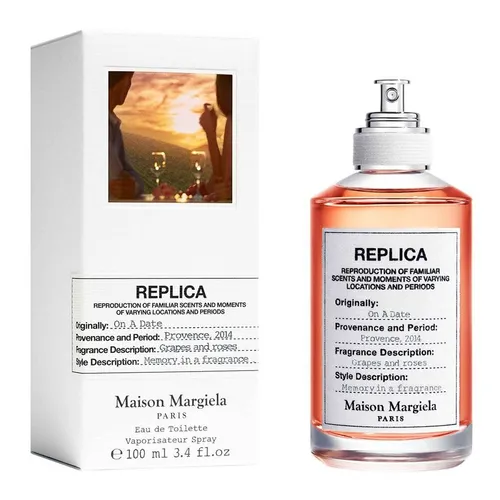 REPLICA
REPRODUCTION OF FAMILIAR SCENTS AND MOMENTS
OF VARYING LOCATIONS AND PERIODS
Originally: On A Date
Provenance and Period: Provence, 2014
Fragrance Description: Grapes and roses
Style Description: Memory in a fragrance
Maison Margiela
PARIS
Eau de Toilette
Vaporisateur Spray
℮ 100 ml 3.4 fl.oz
REPLICA
REPRODUCTION OF FAMILIAR
SCENTS AND MOMENTS OF VARYING
LOCATIONS AND PERIODS
Originally:
On A Date
Provenance and Period:
Provence, 2014
Fragrance Description:
Grapes and roses
Style Description:
Memory in a fragrance
Maison Margiela
PARIS